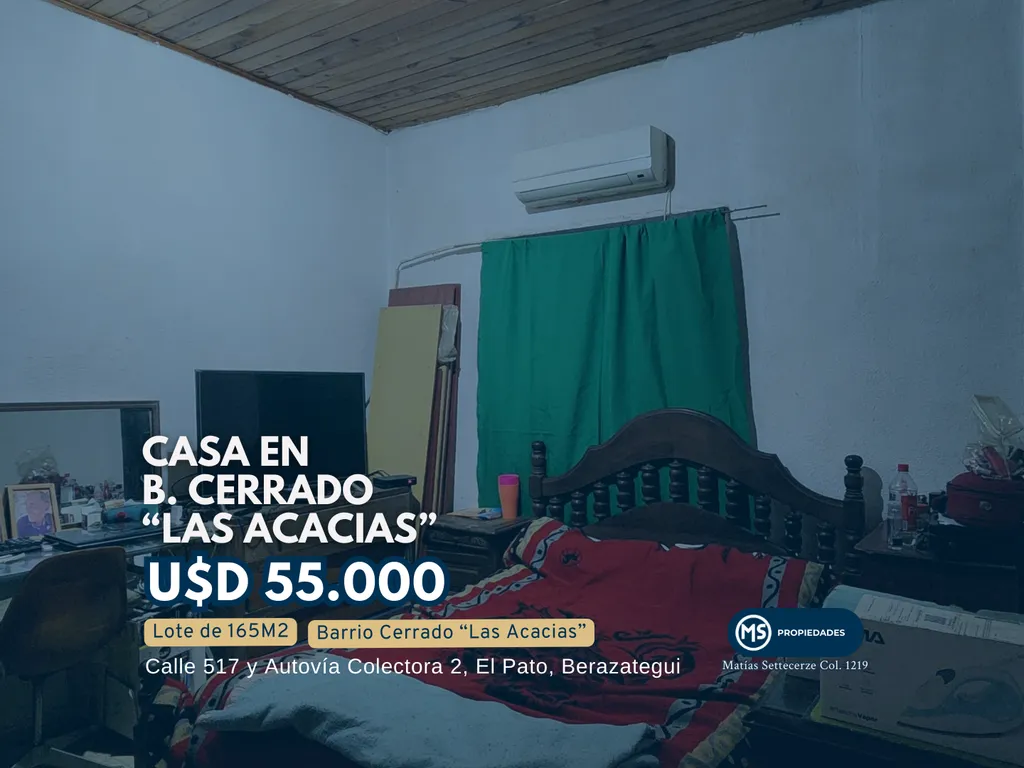 CASA EN
B. CERRADO
“LAS ACACIAS”
U$D 55.000
Lote de 165M2
Barrio Cerrado “Las Acacias”
Calle 517 y Autovía Colectora 2, El Pato, Berazategui
MS PROPIEDADES
Matías Settecerze Col. 1219